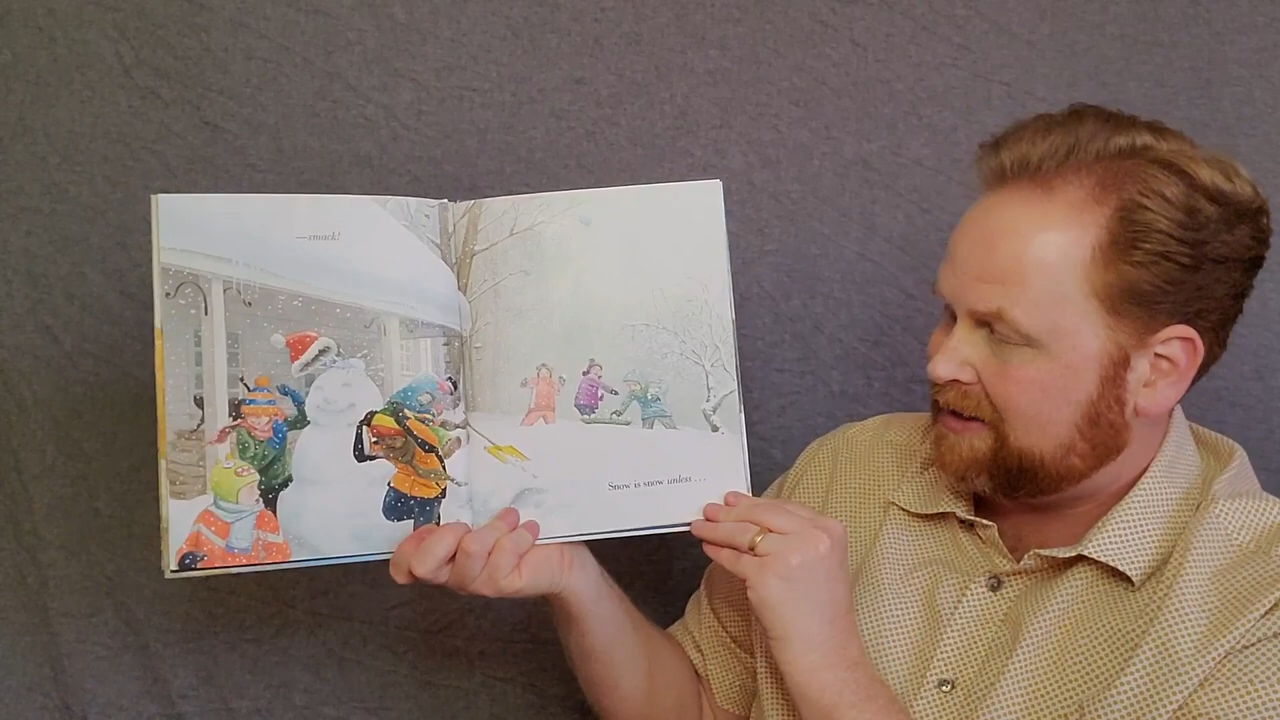 —smack!
Snow is snow unless . . .